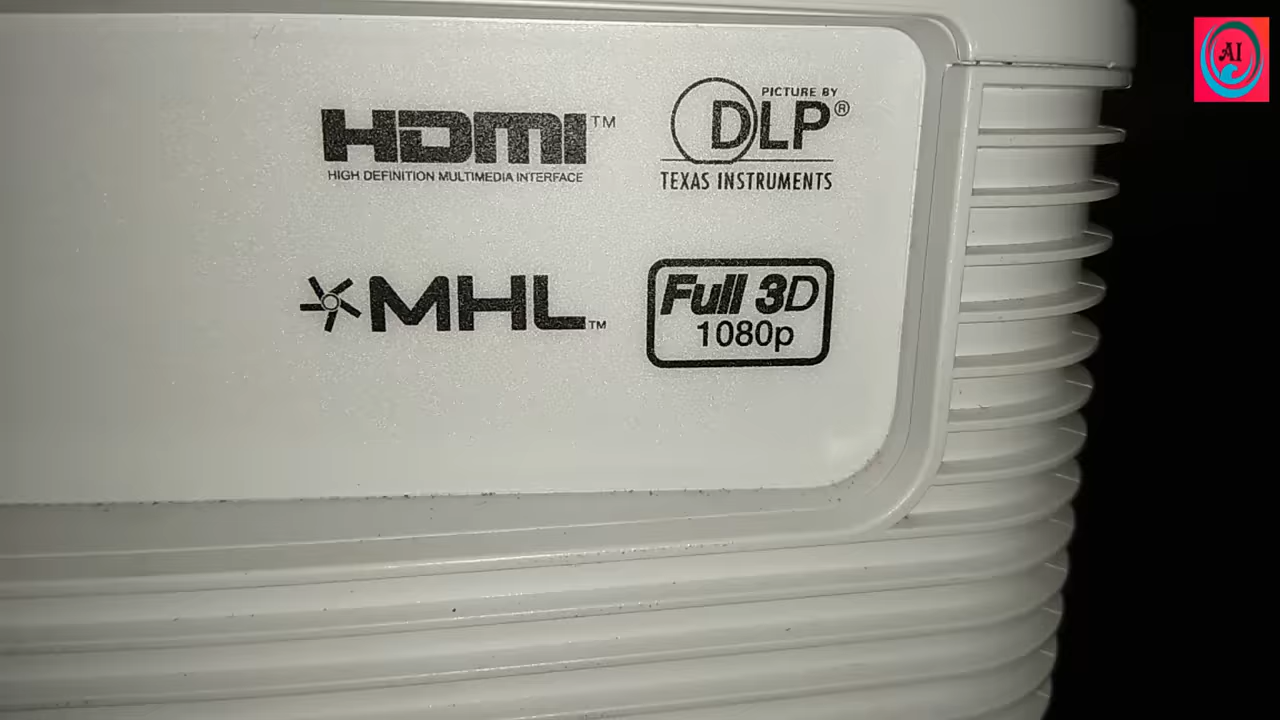 HDMI™
HIGH DEFINITION MULTIMEDIA INTERFACE
PICTURE BY
DLP®
TEXAS INSTRUMENTS
MHL™
Full 3D
1080p
AI